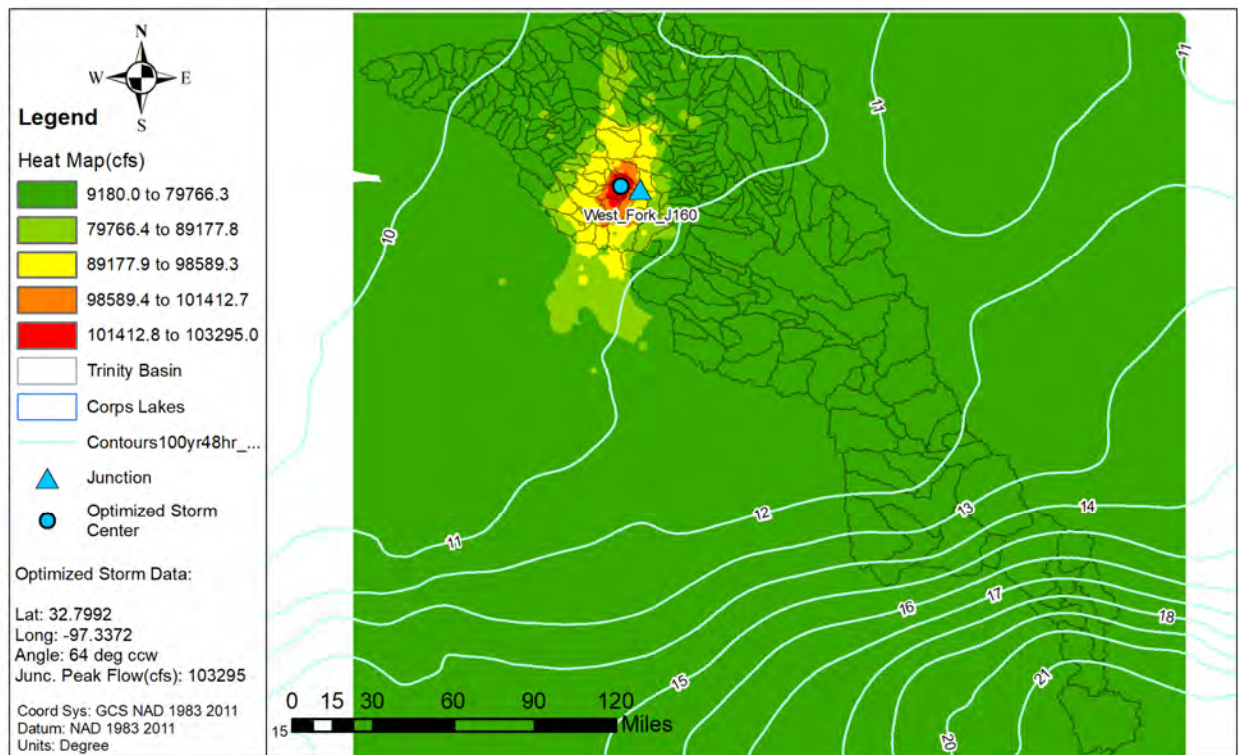 N
W E
S
Legend
Heat Map(cfs)
9180.0 to 79766.3
79766.4 to 89177.8
89177.9 to 98589.3
98589.4 to 101412.7
101412.8 to 103295.0
Trinity Basin
Corps Lakes
Contours100yr48hr_...
Junction
Optimized Storm
Center
Optimized Storm Data:
Lat: 32.7992
Long: -97.3372
Angle: 64 deg ccw
Junc. Peak Flow(cfs): 103295
Coord Sys: GCS NAD 1983 2011
Datum: NAD 1983 2011
Units: Degree
11
11
West_Fork_J160
10
12
13
14
11
16
17
18
15
21
20
0 15 30 60 90 120
Miles
15